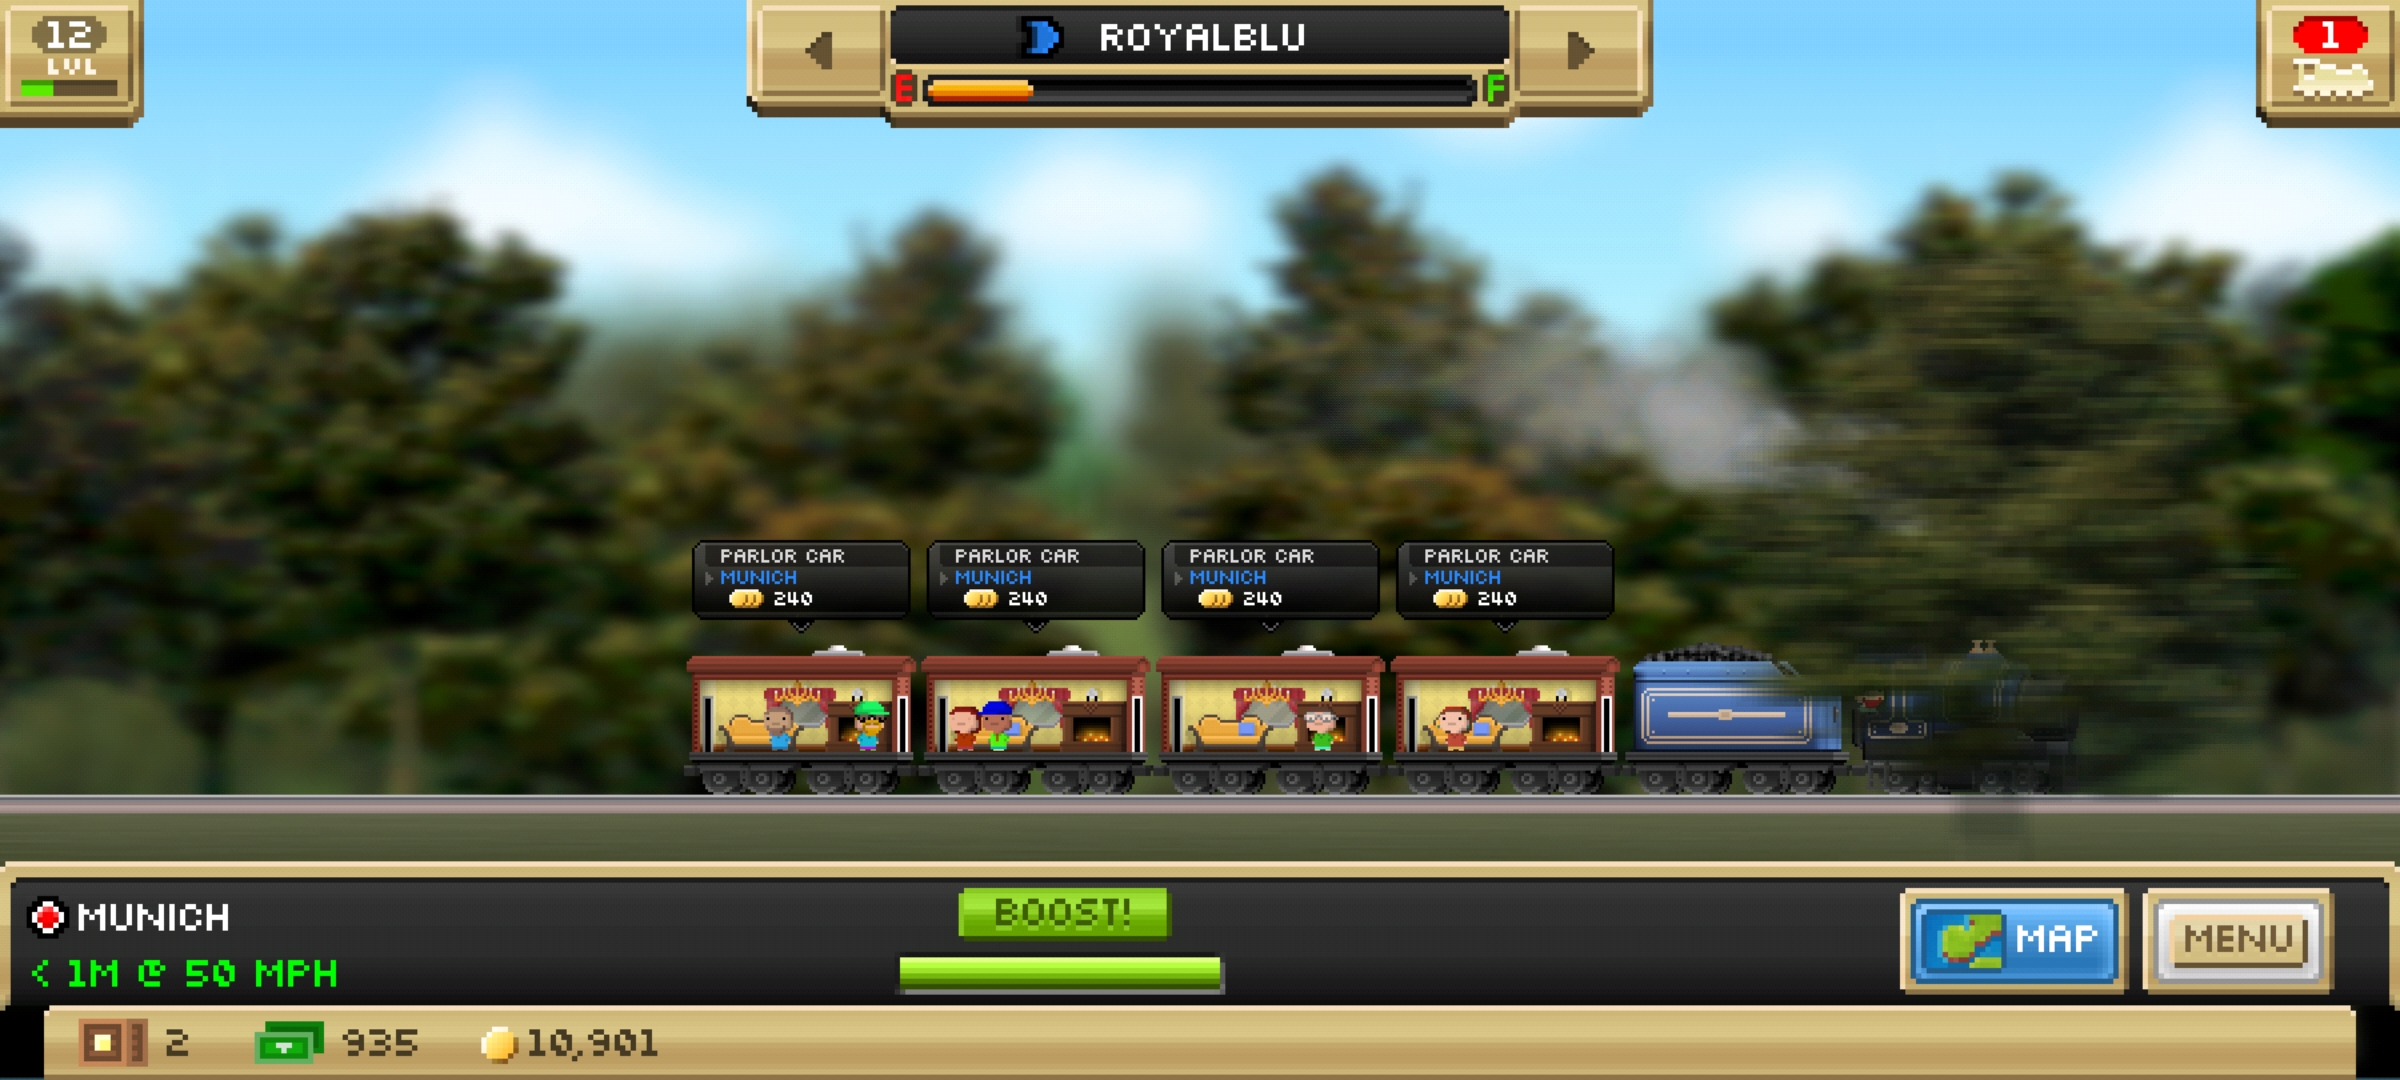 12
LVL
ROYALBLU
E
F
1
PARLOR CAR
MUNICH
240
PARLOR CAR
MUNICH
240
PARLOR CAR
MUNICH
240
PARLOR CAR
MUNICH
240
MUNICH
< 1M @ 50 MPH
BOOST!
MAP
MENU
2
935
10,901